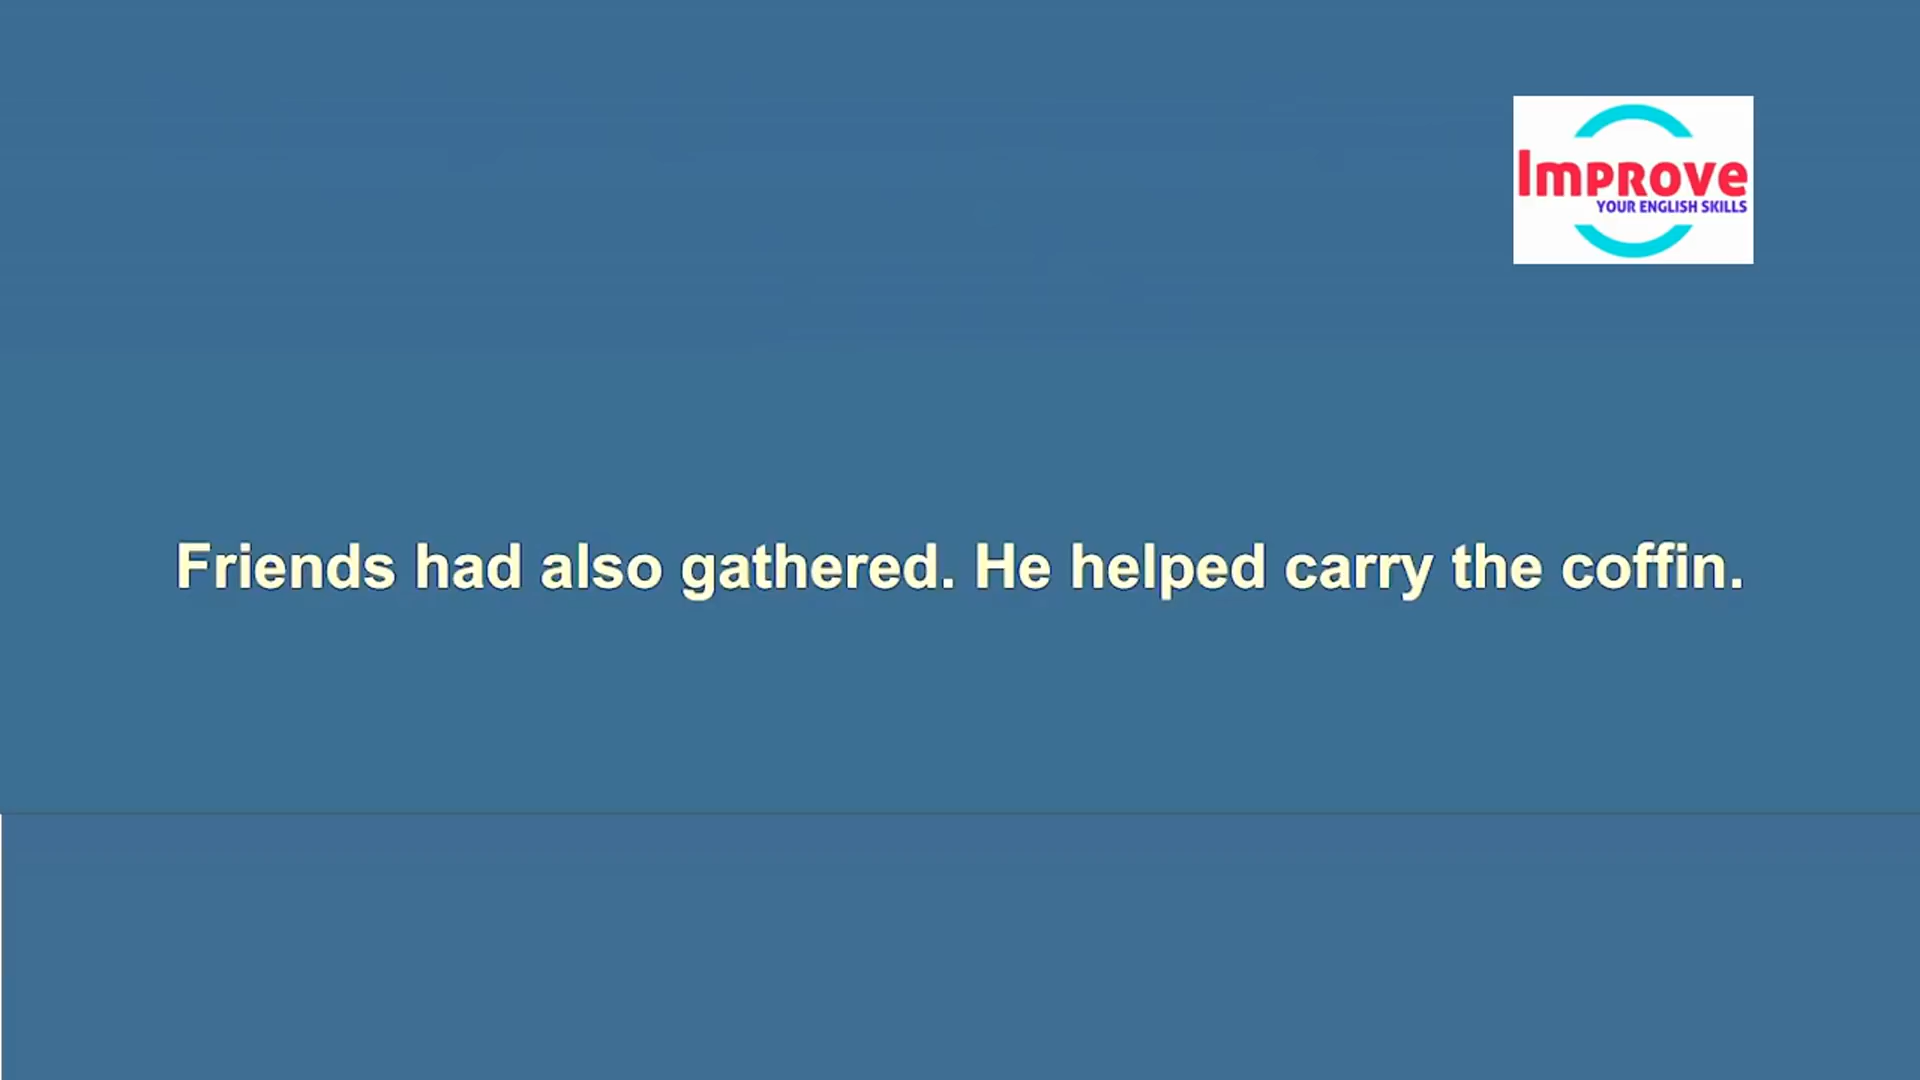 Improve
YOUR ENGLISH SKILLS
Friends had also gathered. He helped carry the coffin.